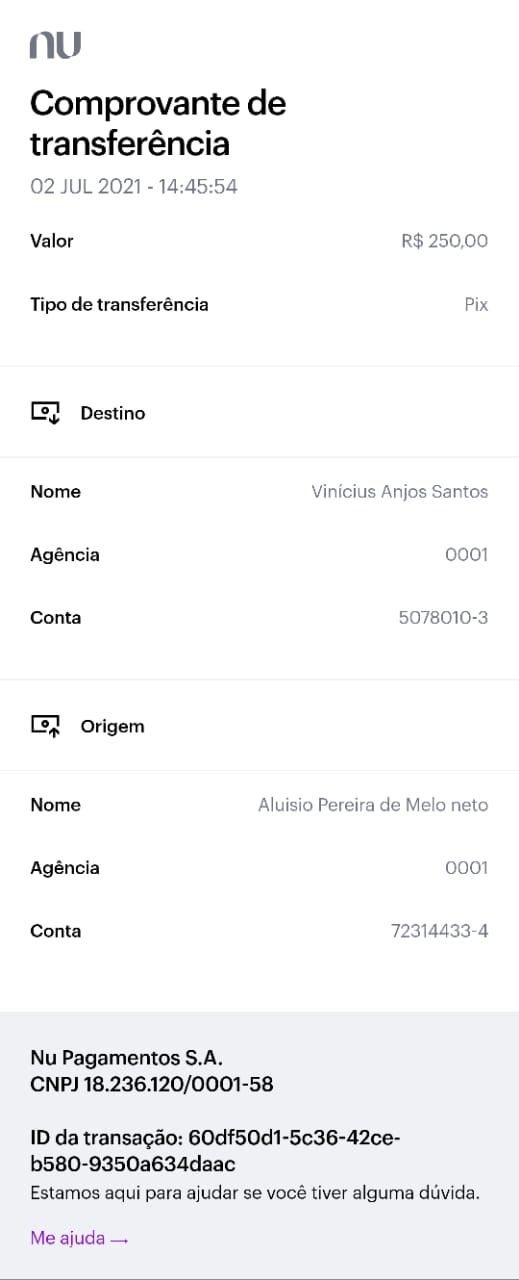 nu
Comprovante de
transferência
02 JUL 2021 - 14:45:54
Valor R$ 250,00
Tipo de transferência Pix
Destino
Nome Vinícius Anjos Santos
Agência 0001
Conta 5078010-3
Origem
Nome Aluisio Pereira de Melo neto
Agência 0001
Conta 72314433-4
Nu Pagamentos S.A.
CNPJ 18.236.120/0001-58
ID da transação: 60df50d1-5c36-42ce-
b580-9350a634daac
Estamos aqui para ajudar se você tiver alguma dúvida.
Me ajuda →